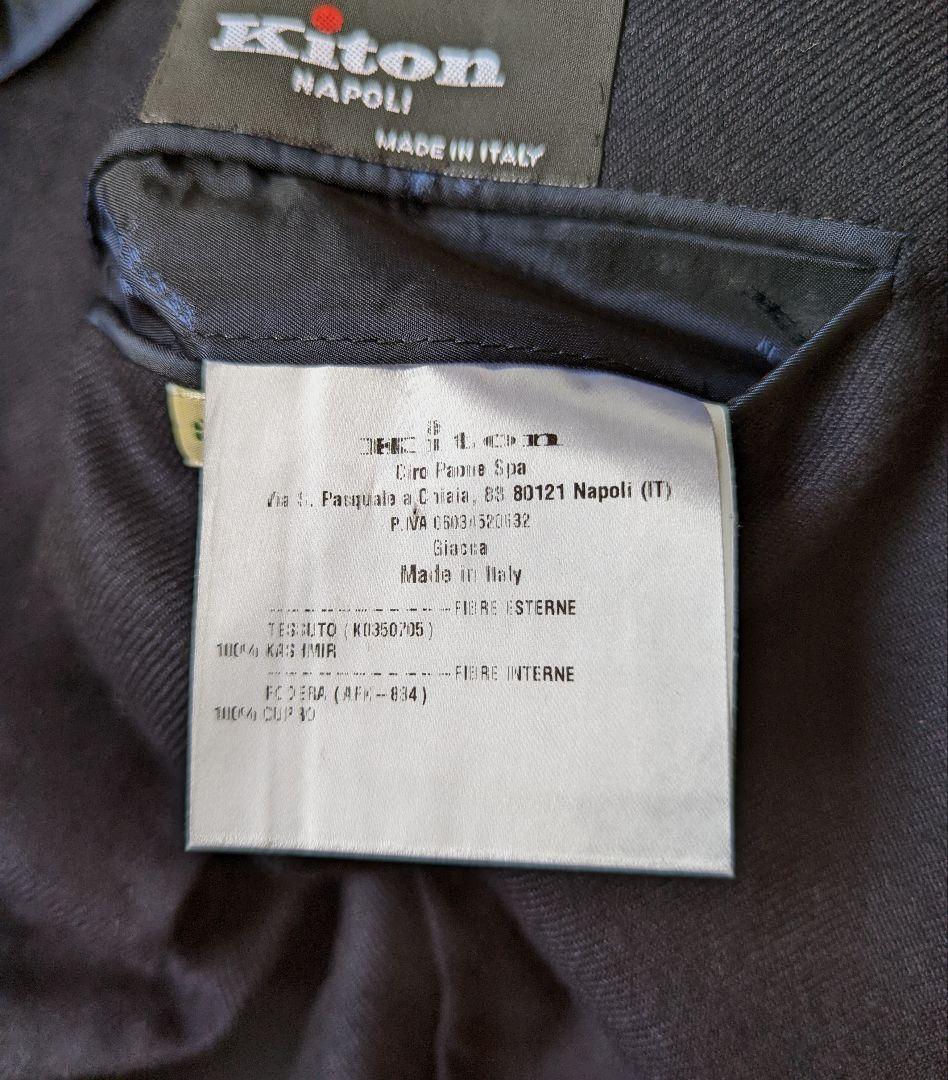 Kiton
NAPOLI
MADE IN ITALY
Kiton
Ciro Paone Spa
Via S. Pasquale a Chiaia, 83 80121 Napoli (IT)
P.IVA
Giacca
Made in Italy
FIBRE ESTERNE
TESSUTO (K0350705)
100% KASHMIR
FIBRE INTERNE
FODERA
100% CUPRO